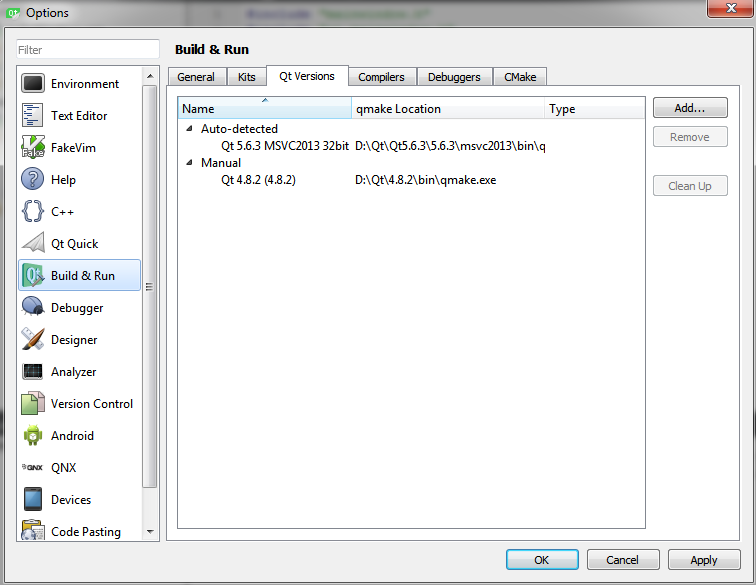 Options
Filter
Build & Run
General Kits Qt Versions Compilers Debuggers CMake
Environment
Text Editor
FakeVim
Help
C++
Qt Quick
Build & Run
Debugger
Designer
Analyzer
Version Control
Android
QNX
Devices
Code Pasting
Name qmake Location Type
Auto-detected
Qt 5.6.3 MSVC2013 32bit D:\Qt\Qt5.6.3\5.6.3\msvc2013\bin\q
Manual
Qt 4.8.2 (4.8.2) D:\Qt\4.8.2\bin\qmake.exe
Add...
Remove
Clean Up
OK Cancel Apply